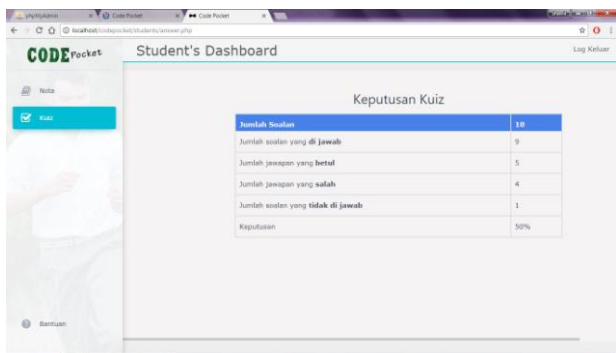 phpMyAdmin
Code Pocket
Code Pocket
localhost/codepocket/students/answer.php
CODEPocket
Student's Dashboard
Log Keluar
Nota
Kuiz
Keputusan Kuiz
Jumlah Soalan 10
Jumlah soalan yang di jawab 9
Jumlah jawapan yang betul 5
Jumlah jawapan yang salah 4
Jumlah soalan yang tidak di jawab 1
Keputusan 50%
Bantuan